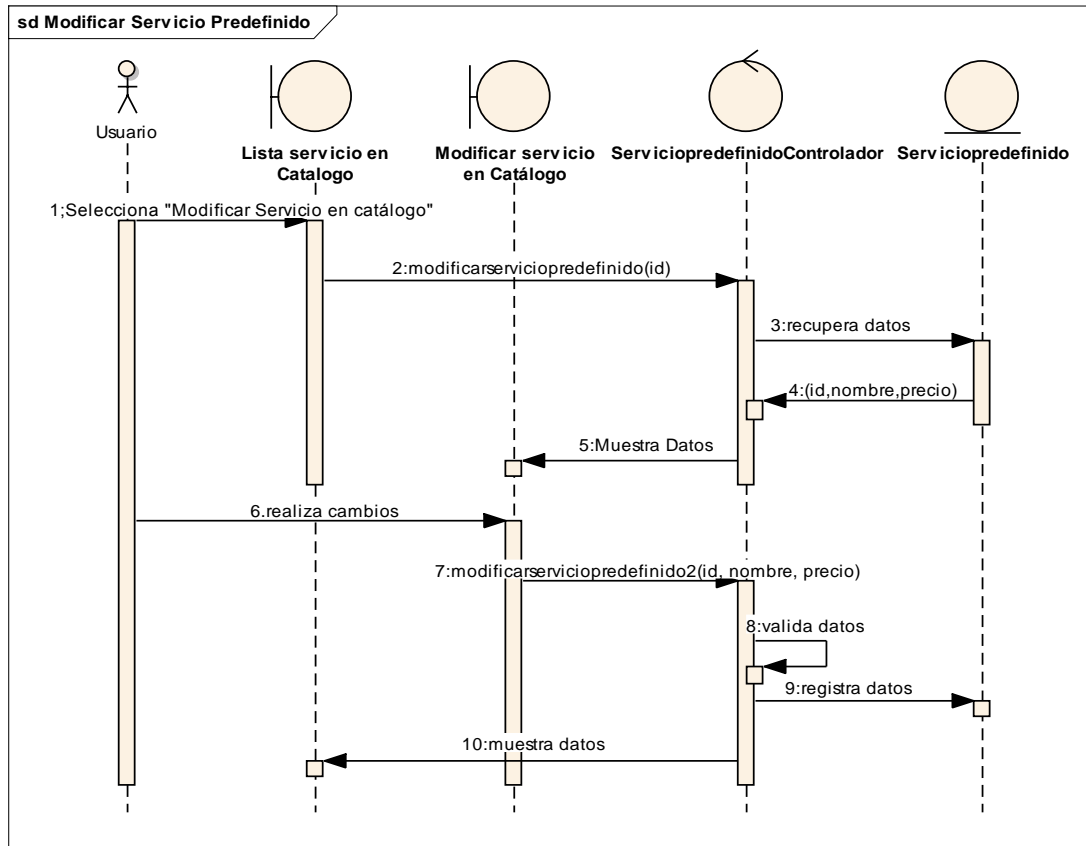 sd Modificar Servicio Predefinido
Usuario
Lista servicio en
Catalogo
Modificar servicio
en Catálogo
ServiciopredefinidoControlador
Serviciopredefinido
1;Selecciona "Modificar Servicio en catálogo"
2:modificarserviciopredefinido(id)
3:recupera datos
4:(id,nombre,precio)
5:Muestra Datos
6.realiza cambios
7:modificarserviciopredefinido2(id, nombre, precio)
8:valida datos
9:registra datos
10:muestra datos